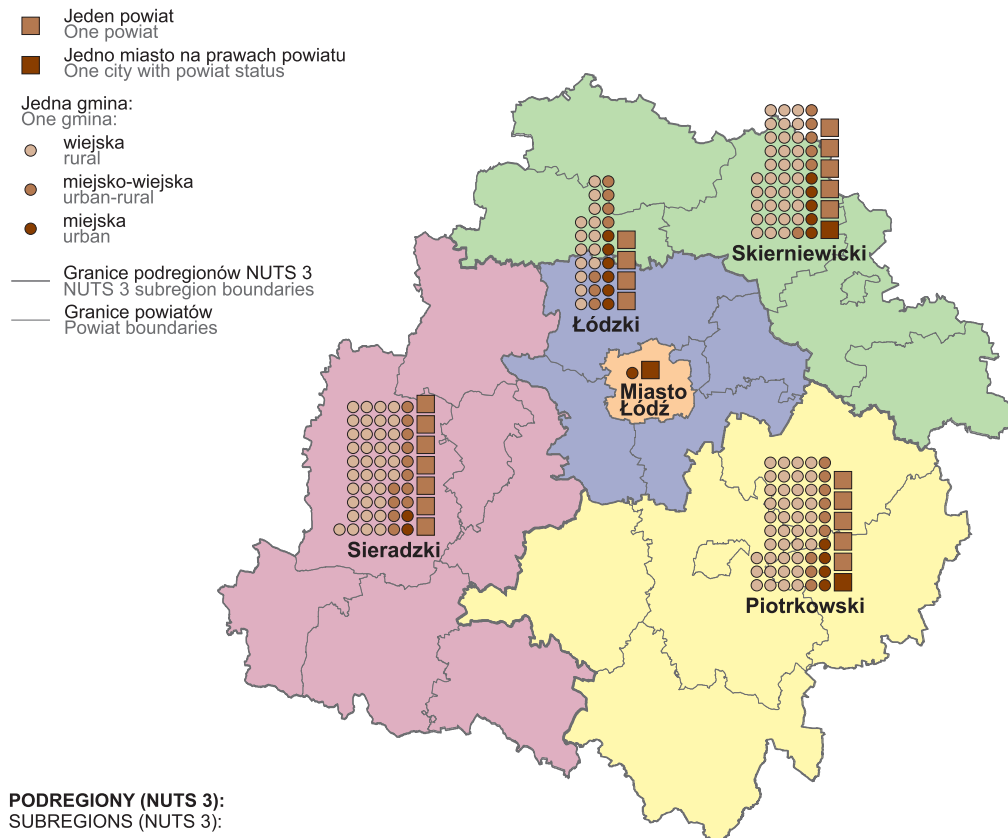 Jeden powiat
One powiat
Jedno miasto na prawach powiatu
One city with powiat status
Jedna gmina:
One gmina:
wiejska
rural
miejsko-wiejska
urban-rural
miejska
urban
Granice podregionów NUTS 3
NUTS 3 subregion boundaries
Granice powiatów
Powiat boundaries
Skierniewicki
Łódzki
Miasto
Łódź
Sieradzki
Piotrkowski
PODREGIONY (NUTS 3):
SUBREGIONS (NUTS 3):